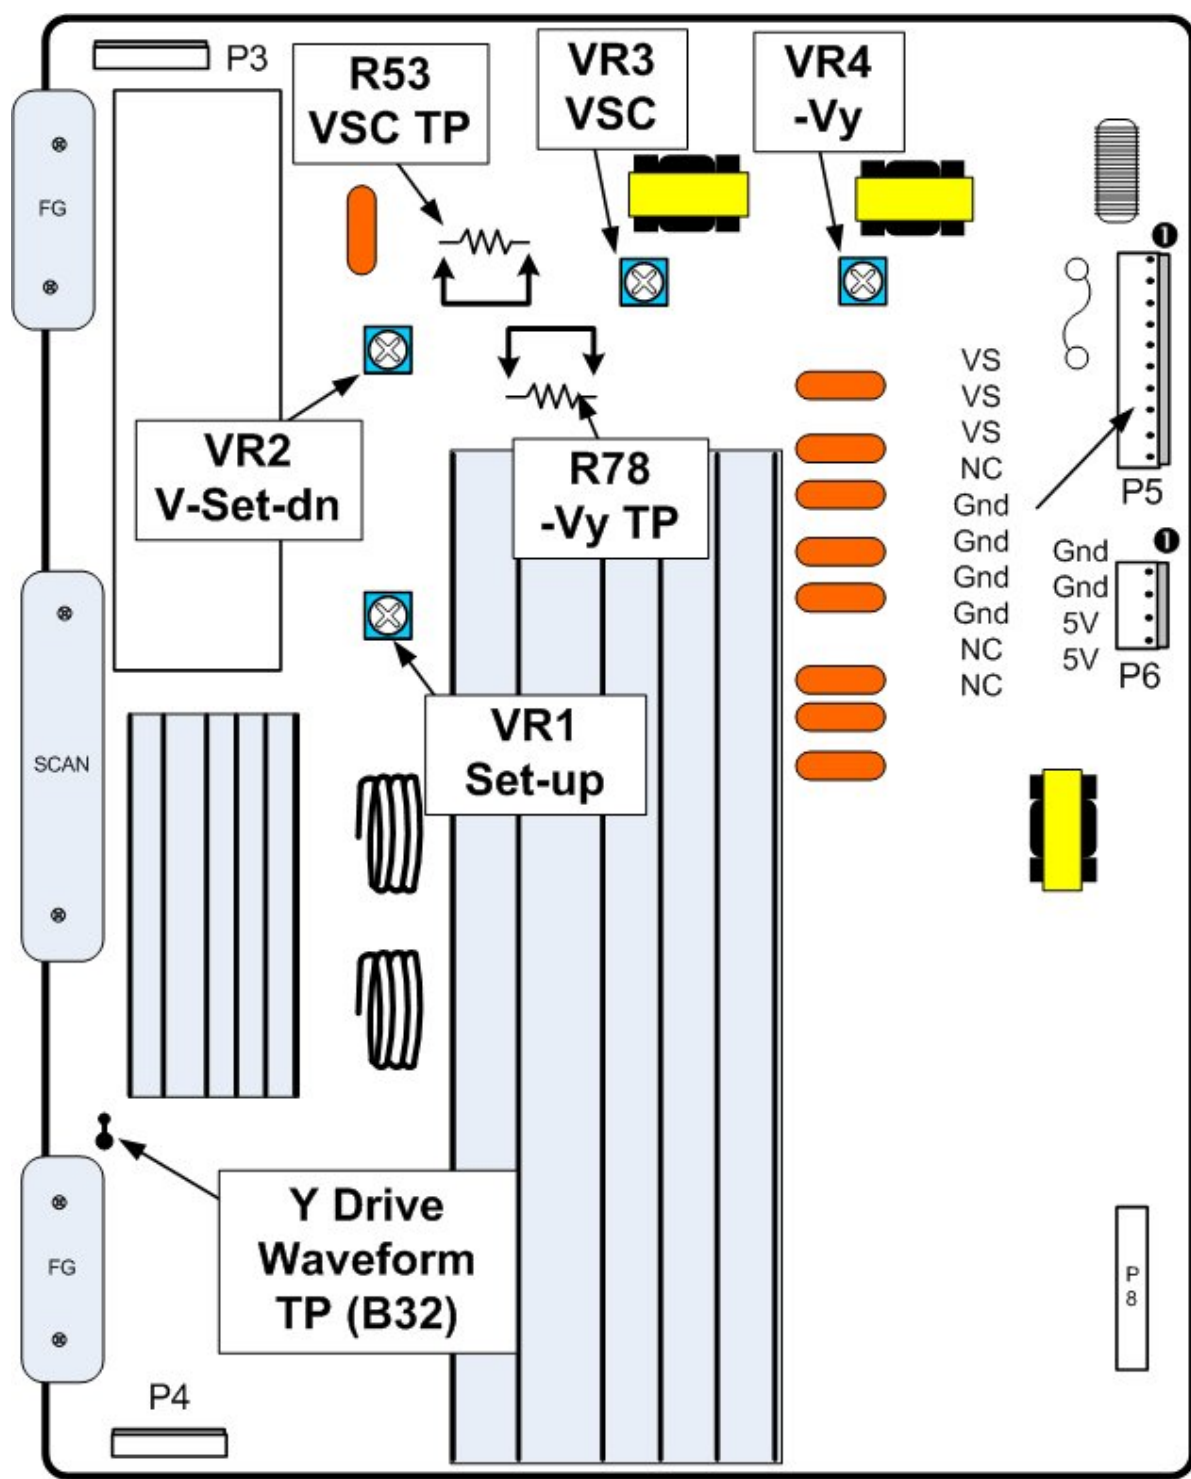 P3
R53
VSC TP
VR3
VSC
VR4
-Vy
FG
1
VR2
V-Set-dn
R78
-Vy TP
VS
VS
VS
NC
Gnd
Gnd
Gnd
Gnd
NC
NC
P5
1
Gnd
Gnd
5V
5V
P6
VR1
Set-up
SCAN
Y Drive
Waveform
TP (B32)
FG
P
8
P4